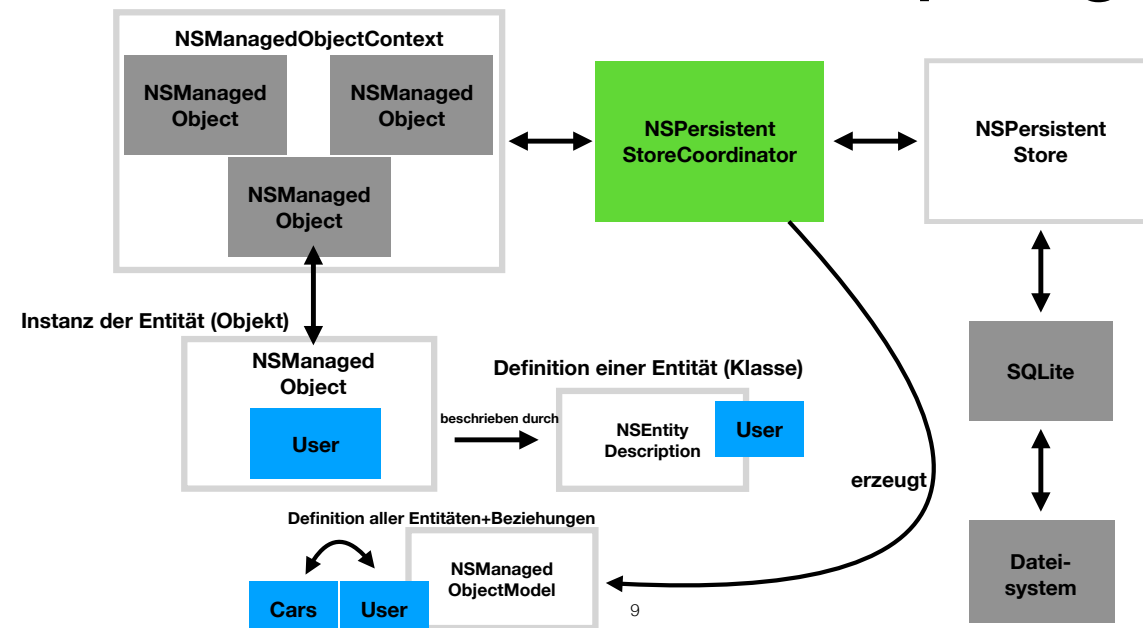 NSManagedObjectContext
NSManaged
Object
NSManaged
Object
NSManaged
Object
NSPersistent
StoreCoordinator
NSPersistent
Store
Instanz der Entität (Objekt)
NSManaged
Object
User
beschrieben durch
Definition einer Entität (Klasse)
NSEntity
Description
User
SQLite
erzeugt
Definition aller Entitäten+Beziehungen
NSManaged
ObjectModel
Cars
User
Datei-
system
9